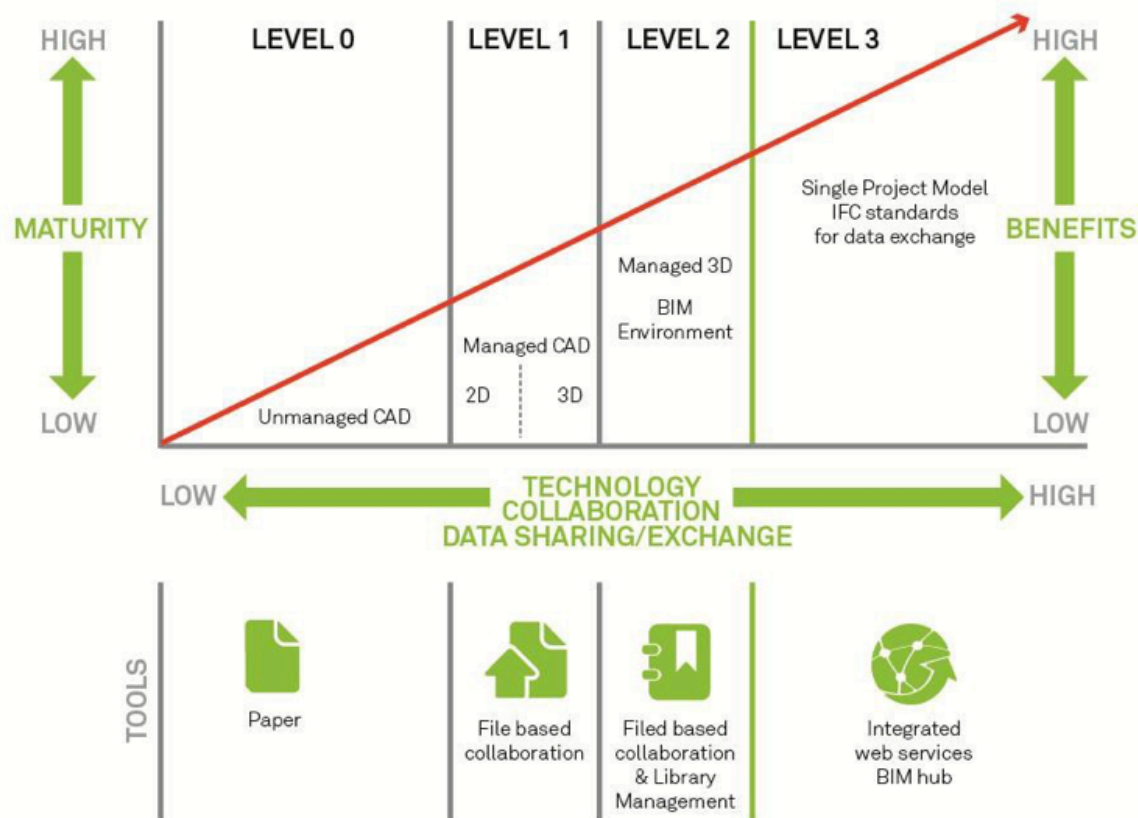 HIGH
LEVEL 0
LEVEL 1
LEVEL 2
LEVEL 3
HIGH
MATURITY
LOW
Unmanaged CAD
Managed CAD
2D
3D
Managed 3D
BIM
Environment
Single Project Model
IFC standards
for data exchange
BENEFITS
LOW
LOW
TECHNOLOGY
COLLABORATION
DATA SHARING/EXCHANGE
HIGH
TOOLS
Paper
File based
collaboration
Filed based
collaboration
& Library
Management
Integrated
web services
BIM hub